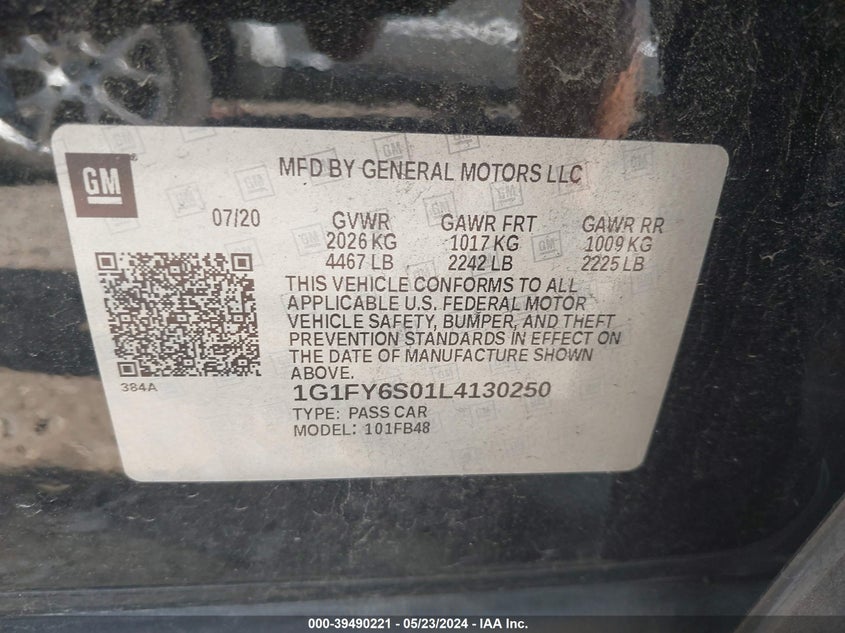 GM
MFD BY GENERAL MOTORS LLC
07/20 GVWR GAWR FRT GAWR RR
2026 KG 1017 KG 1009 KG
4467 LB 2242 LB 2225 LB
THIS VEHICLE CONFORMS TO ALL
APPLICABLE U.S. FEDERAL MOTOR
VEHICLE SAFETY, BUMPER, AND THEFT
PREVENTION STANDARDS IN EFFECT ON
THE DATE OF MANUFACTURE SHOWN
ABOVE.
384A
1G1FY6S01L4130250
TYPE: PASS CAR
MODEL: 101FB48
000-39490221 - 05/23/2024 - IAA Inc.